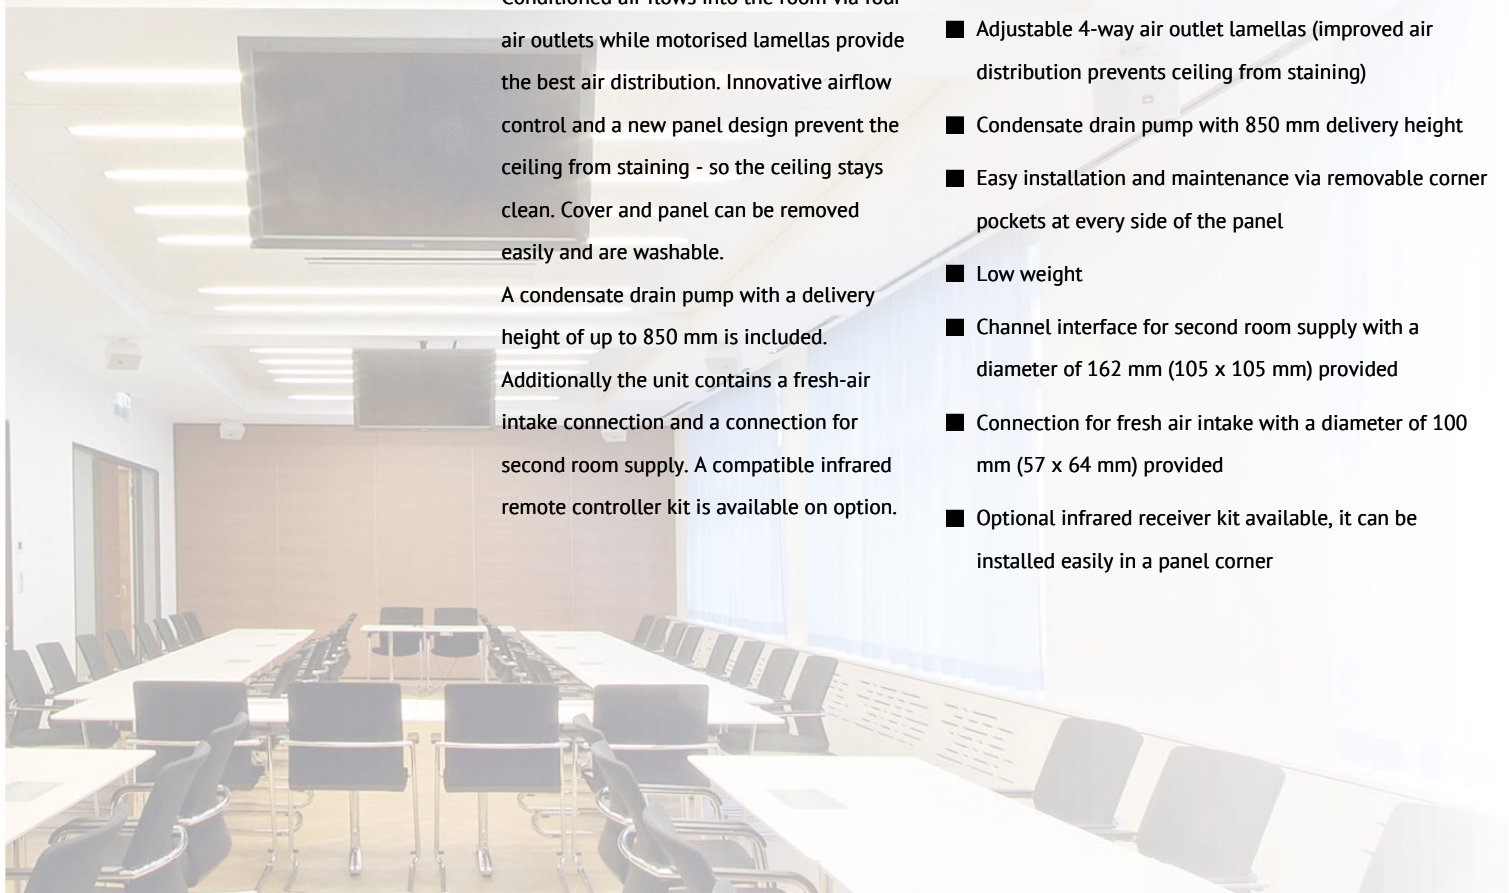 Conditioned air flows into the room via four
air outlets while motorised lamellas provide
the best air distribution. Innovative airflow
control and a new panel design prevent the
ceiling from staining - so the ceiling stays
clean. Cover and panel can be removed
easily and are washable.
A condensate drain pump with a delivery
height of up to 850 mm is included.
Additionally the unit contains a fresh-air
intake connection and a connection for
second room supply. A compatible infrared
remote controller kit is available on option.
■ Adjustable 4-way air outlet lamellas (improved air
distribution prevents ceiling from staining)
■ Condensate drain pump with 850 mm delivery height
■ Easy installation and maintenance via removable corner
pockets at every side of the panel
■ Low weight
■ Channel interface for second room supply with a
diameter of 162 mm (105 x 105 mm) provided
■ Connection for fresh air intake with a diameter of 100
mm (57 x 64 mm) provided
■ Optional infrared receiver kit available, it can be
installed easily in a panel corner